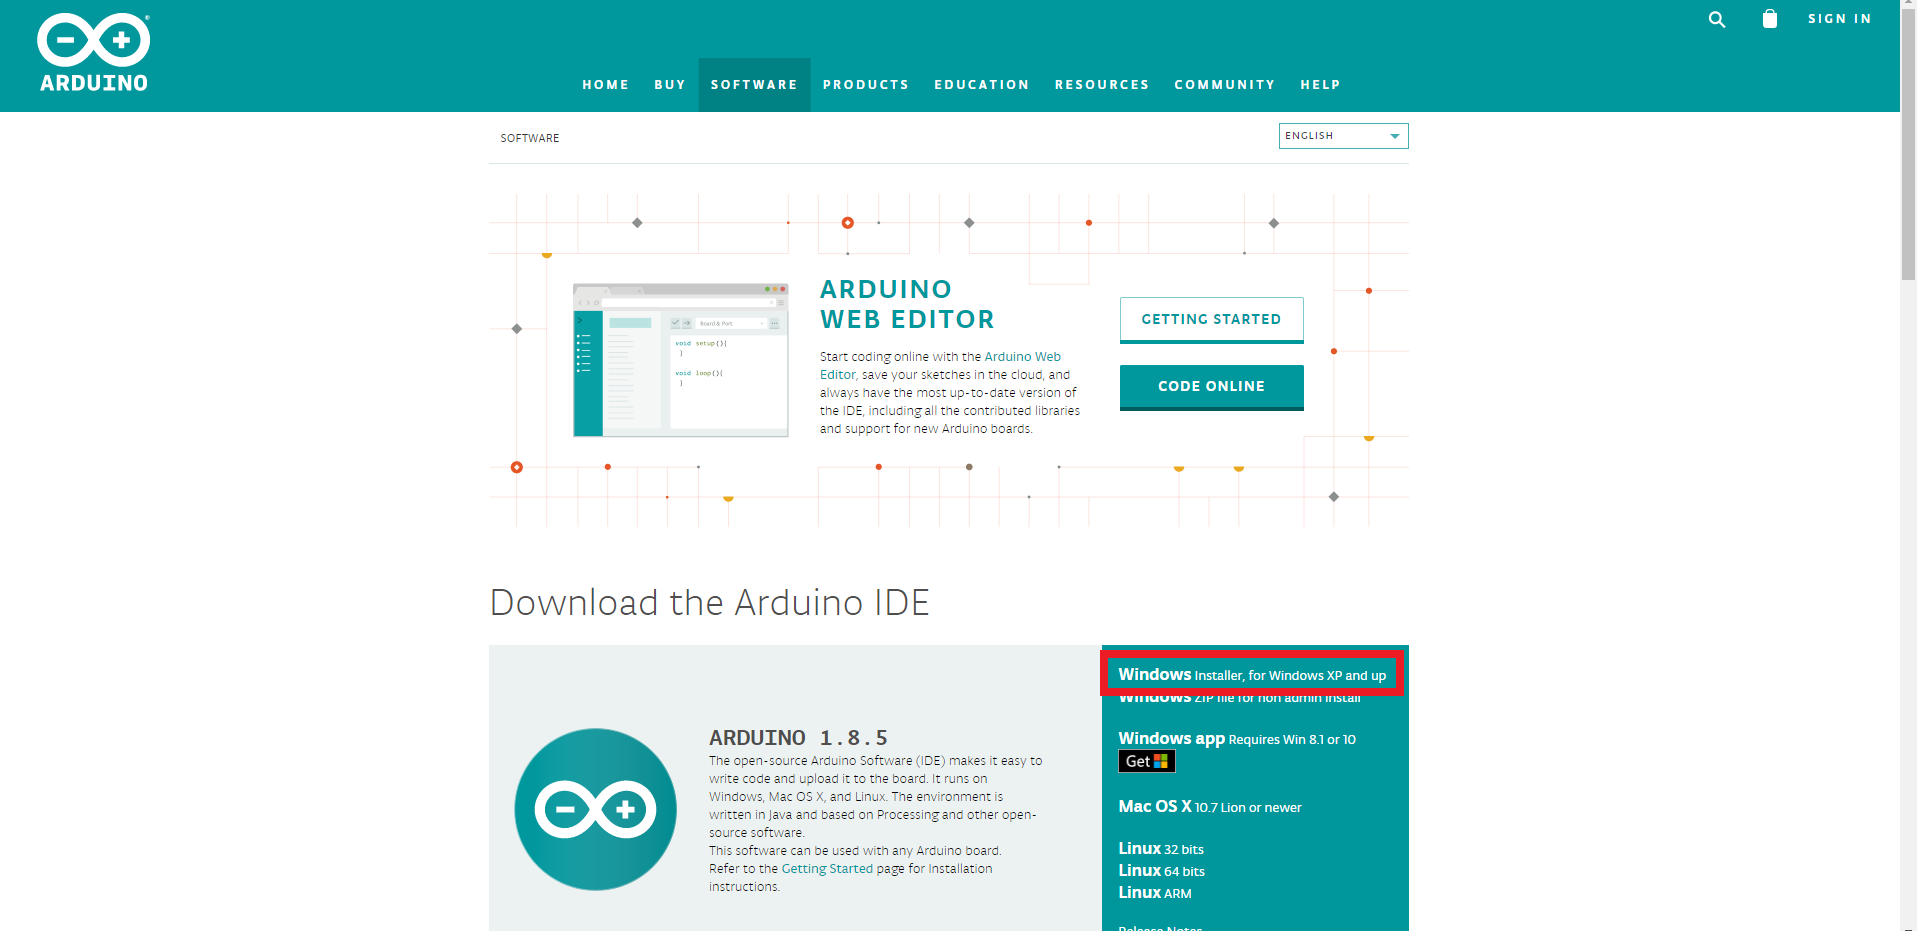 ARDUINO
SIGN IN
HOME BUY SOFTWARE PRODUCTS EDUCATION RESOURCES COMMUNITY HELP
SOFTWARE
ENGLISH
Board & Port
void setup(){
}
void loop(){
}
ARDUINO
WEB EDITOR
Start coding online with the Arduino Web
Editor, save your sketches in the cloud, and
always have the most up-to-date version of
the IDE, including all the contributed libraries
and support for new Arduino boards.
GETTING STARTED
CODE ONLINE
Download the Arduino IDE
ARDUINO 1.8.5
The open-source Arduino Software (IDE) makes it easy to
write code and upload it to the board. It runs on
Windows, Mac OS X, and Linux. The environment is
written in Java and based on Processing and other open-
source software.
This software can be used with any Arduino board.
Refer to the Getting Started page for Installation
instructions.
Windows Installer, for Windows XP and up
Windows ZIP file for non admin install
Windows app Requires Win 8.1 or 10
Get
Mac OS X 10.7 Lion or newer
Linux 32 bits
Linux 64 bits
Linux ARM
Release Notes